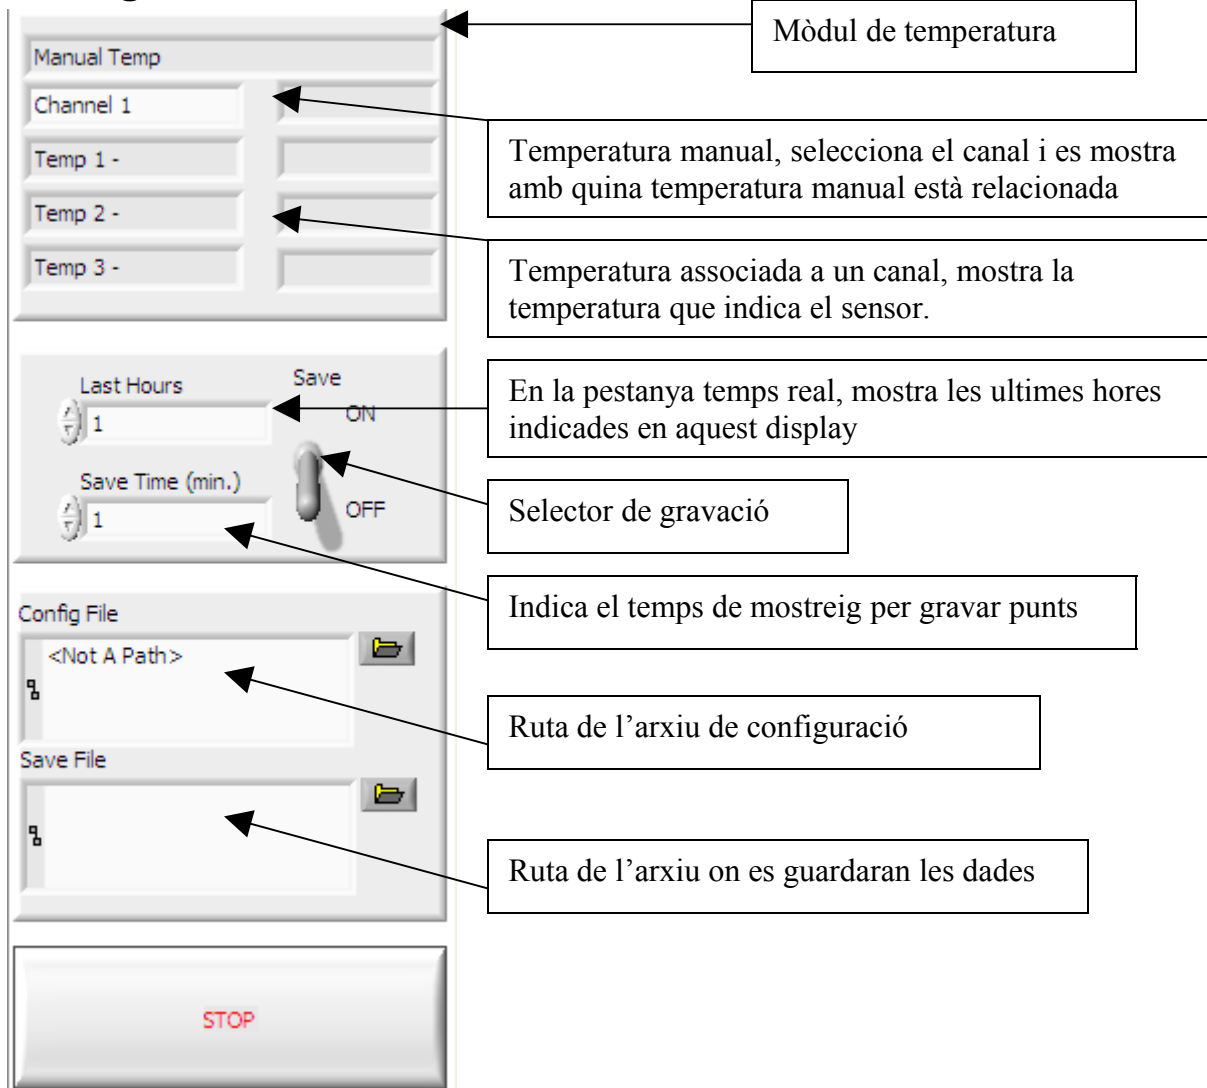 Mòdul de temperatura
Manual Temp
Channel 1
Temp 1 -
Temp 2 -
Temp 3 -
Temperatura manual, selecciona el canal i es mostra
amb quina temperatura manual està relacionada
Temperatura associada a un canal, mostra la
temperatura que indica el sensor.
Last Hours
1
Save
ON
OFF
Save Time (min.)
1
En la pestanya temps real, mostra les ultimes hores
indicades en aquest display
Selector de gravació
Indica el temps de mostreig per gravar punts
Config File
<Not A Path>
Ruta de l’arxiu de configuració
Save File
Ruta de l’arxiu on es guardaran les dades
STOP